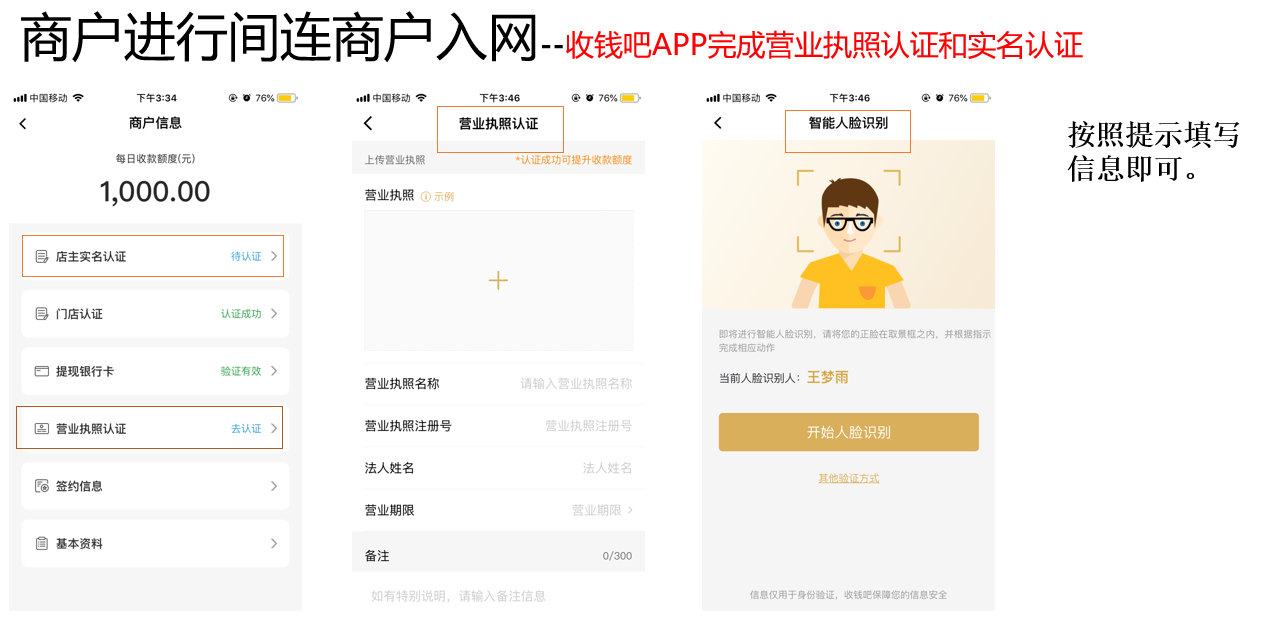 商户进行间连商户入网--收钱吧APP完成营业执照认证和实名认证
中国移动 下午3:34 76%
商户信息
每日收款额度(元)
1,000.00
店主实名认证 待认证
门店认证 认证成功
提现银行卡 验证有效
营业执照认证 去认证
签约信息
基本资料
中国移动 下午3:46 76%
营业执照认证
上传营业执照 *认证成功可提升收款额度
营业执照 示例
营业执照名称 请输入营业执照名称
营业执照注册号 营业执照注册号
法人姓名 法人姓名
营业期限 营业期限
备注 0/300
如有特别说明，请输入备注信息
中国移动 下午3:46 76%
智能人脸识别
即将进行智能人脸识别，请将您的正脸在取景框之内，并根据指示
完成相应动作
当前人脸识别人： 王梦雨
开始人脸识别
其他验证方式
信息仅用于身份验证，收钱吧保障您的信息安全
按照提示填写
信息即可。